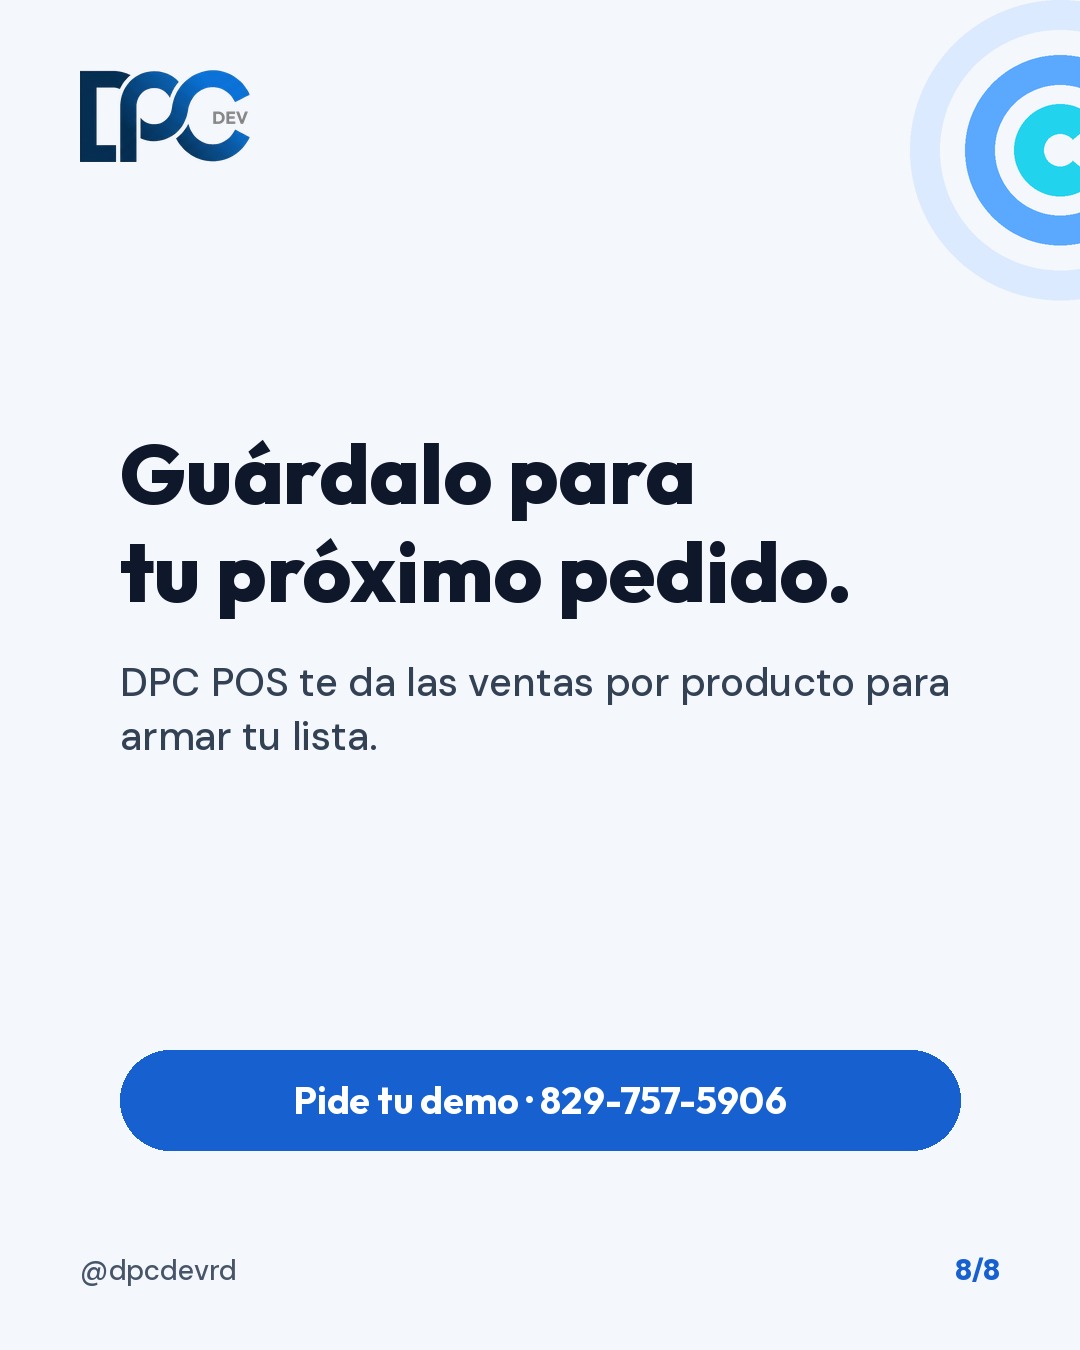 DPC DEV
Guárdalo para
tu próximo pedido.
DPC POS te da las ventas por producto para
armar tu lista.
Pide tu demo · 829-757-5906
@dpcdevrd
8/8